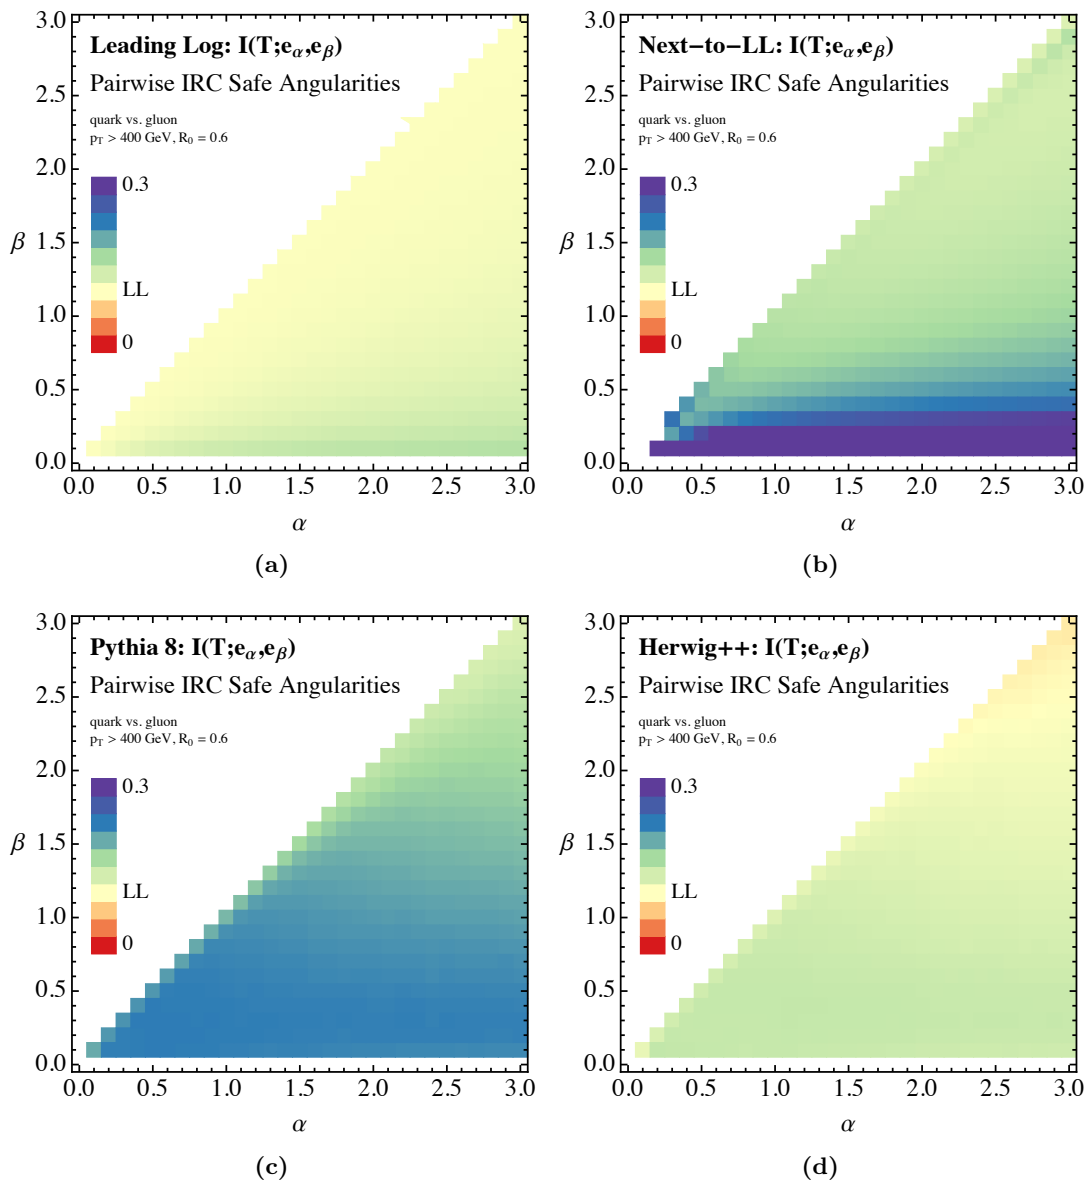 Leading Log: I(T;eα,eβ)
Pairwise IRC Safe Angularities
quark vs. gluon
pT > 400 GeV, R0 = 0.6
0.3
LL
0
β
3.0
2.5
2.0
1.5
1.0
0.5
0.0
0.0 0.5 1.0 1.5 2.0 2.5 3.0
α
(a)
Next−to−LL: I(T;eα,eβ)
Pairwise IRC Safe Angularities
quark vs. gluon
pT > 400 GeV, R0 = 0.6
0.3
LL
0
β
3.0
2.5
2.0
1.5
1.0
0.5
0.0
0.0 0.5 1.0 1.5 2.0 2.5 3.0
α
(b)
Pythia 8: I(T;eα,eβ)
Pairwise IRC Safe Angularities
quark vs. gluon
pT > 400 GeV, R0 = 0.6
0.3
LL
0
β
3.0
2.5
2.0
1.5
1.0
0.5
0.0
0.0 0.5 1.0 1.5 2.0 2.5 3.0
α
(c)
Herwig++: I(T;eα,eβ)
Pairwise IRC Safe Angularities
quark vs. gluon
pT > 400 GeV, R0 = 0.6
0.3
LL
0
β
3.0
2.5
2.0
1.5
1.0
0.5
0.0
0.0 0.5 1.0 1.5 2.0 2.5 3.0
α
(d)